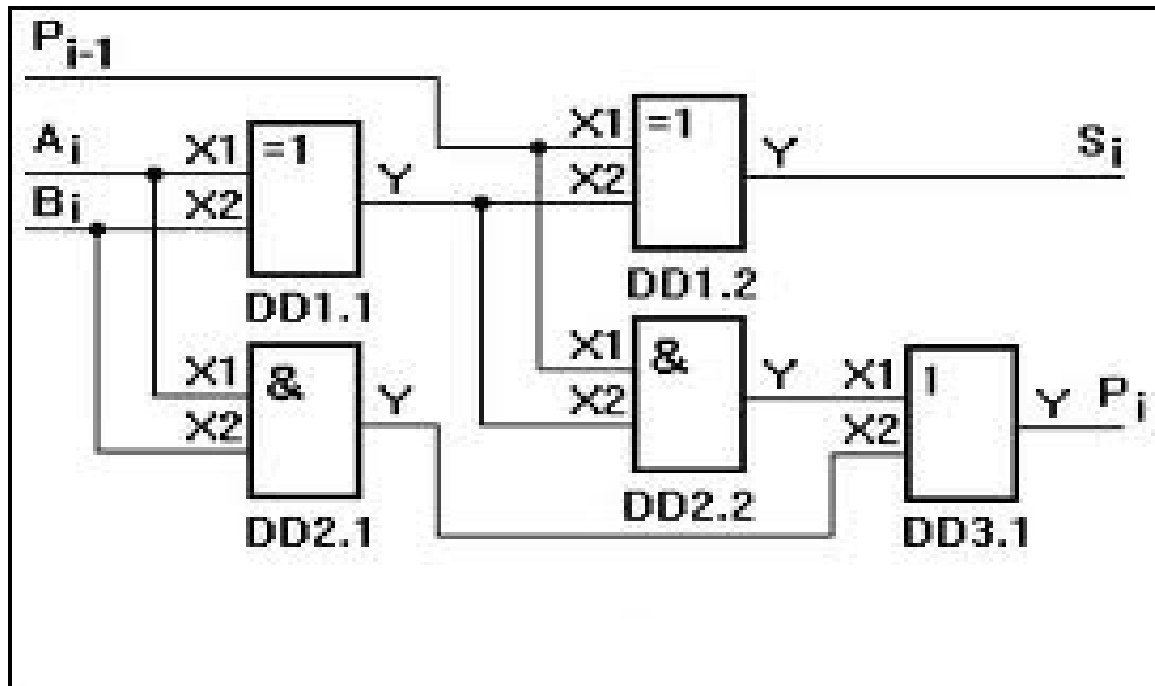 Pi-1
Ai
Bi
X1 =1
X2
Y
DD1.1
X1 =1
X2
Y
Si
DD1.2
X1 &
X2
Y
DD2.1
X1 &
X2
Y
DD2.2
X1 1
X2
Y
Pi
DD3.1